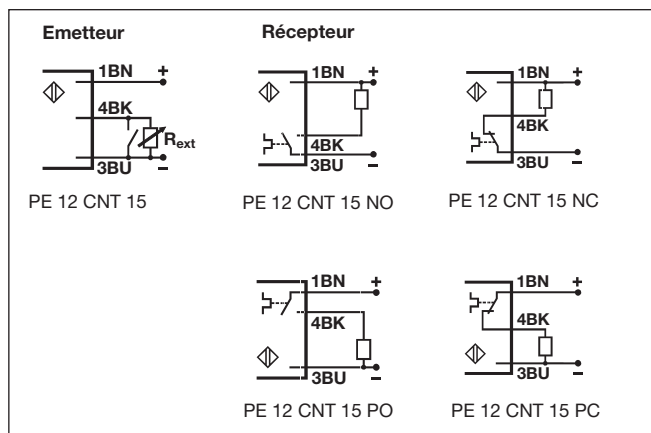 Emetteur
Récepteur
1BN +
4BK
Rext
3BU –
PE 12 CNT 15
1BN +
4BK
3BU –
PE 12 CNT 15 NO
1BN +
4BK
3BU –
PE 12 CNT 15 NC
1BN +
4BK
3BU –
PE 12 CNT 15 PO
1BN +
4BK
3BU –
PE 12 CNT 15 PC